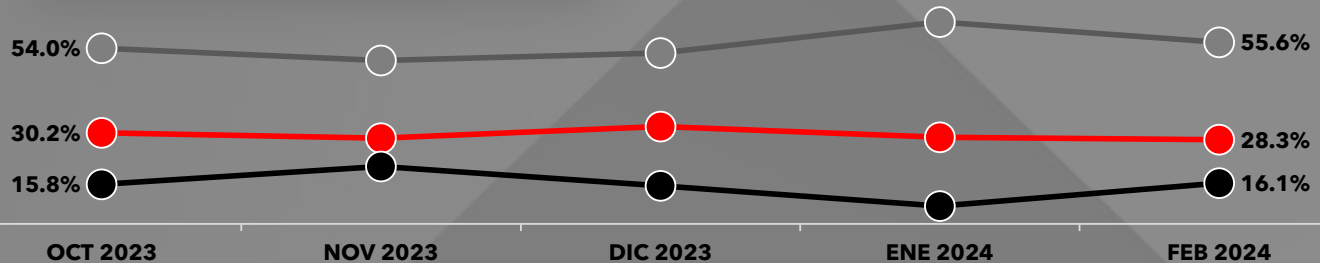 54.0%
55.6%
30.2%
28.3%
15.8%
16.1%
OCT 2023
NOV 2023
DIC 2023
ENE 2024
FEB 2024